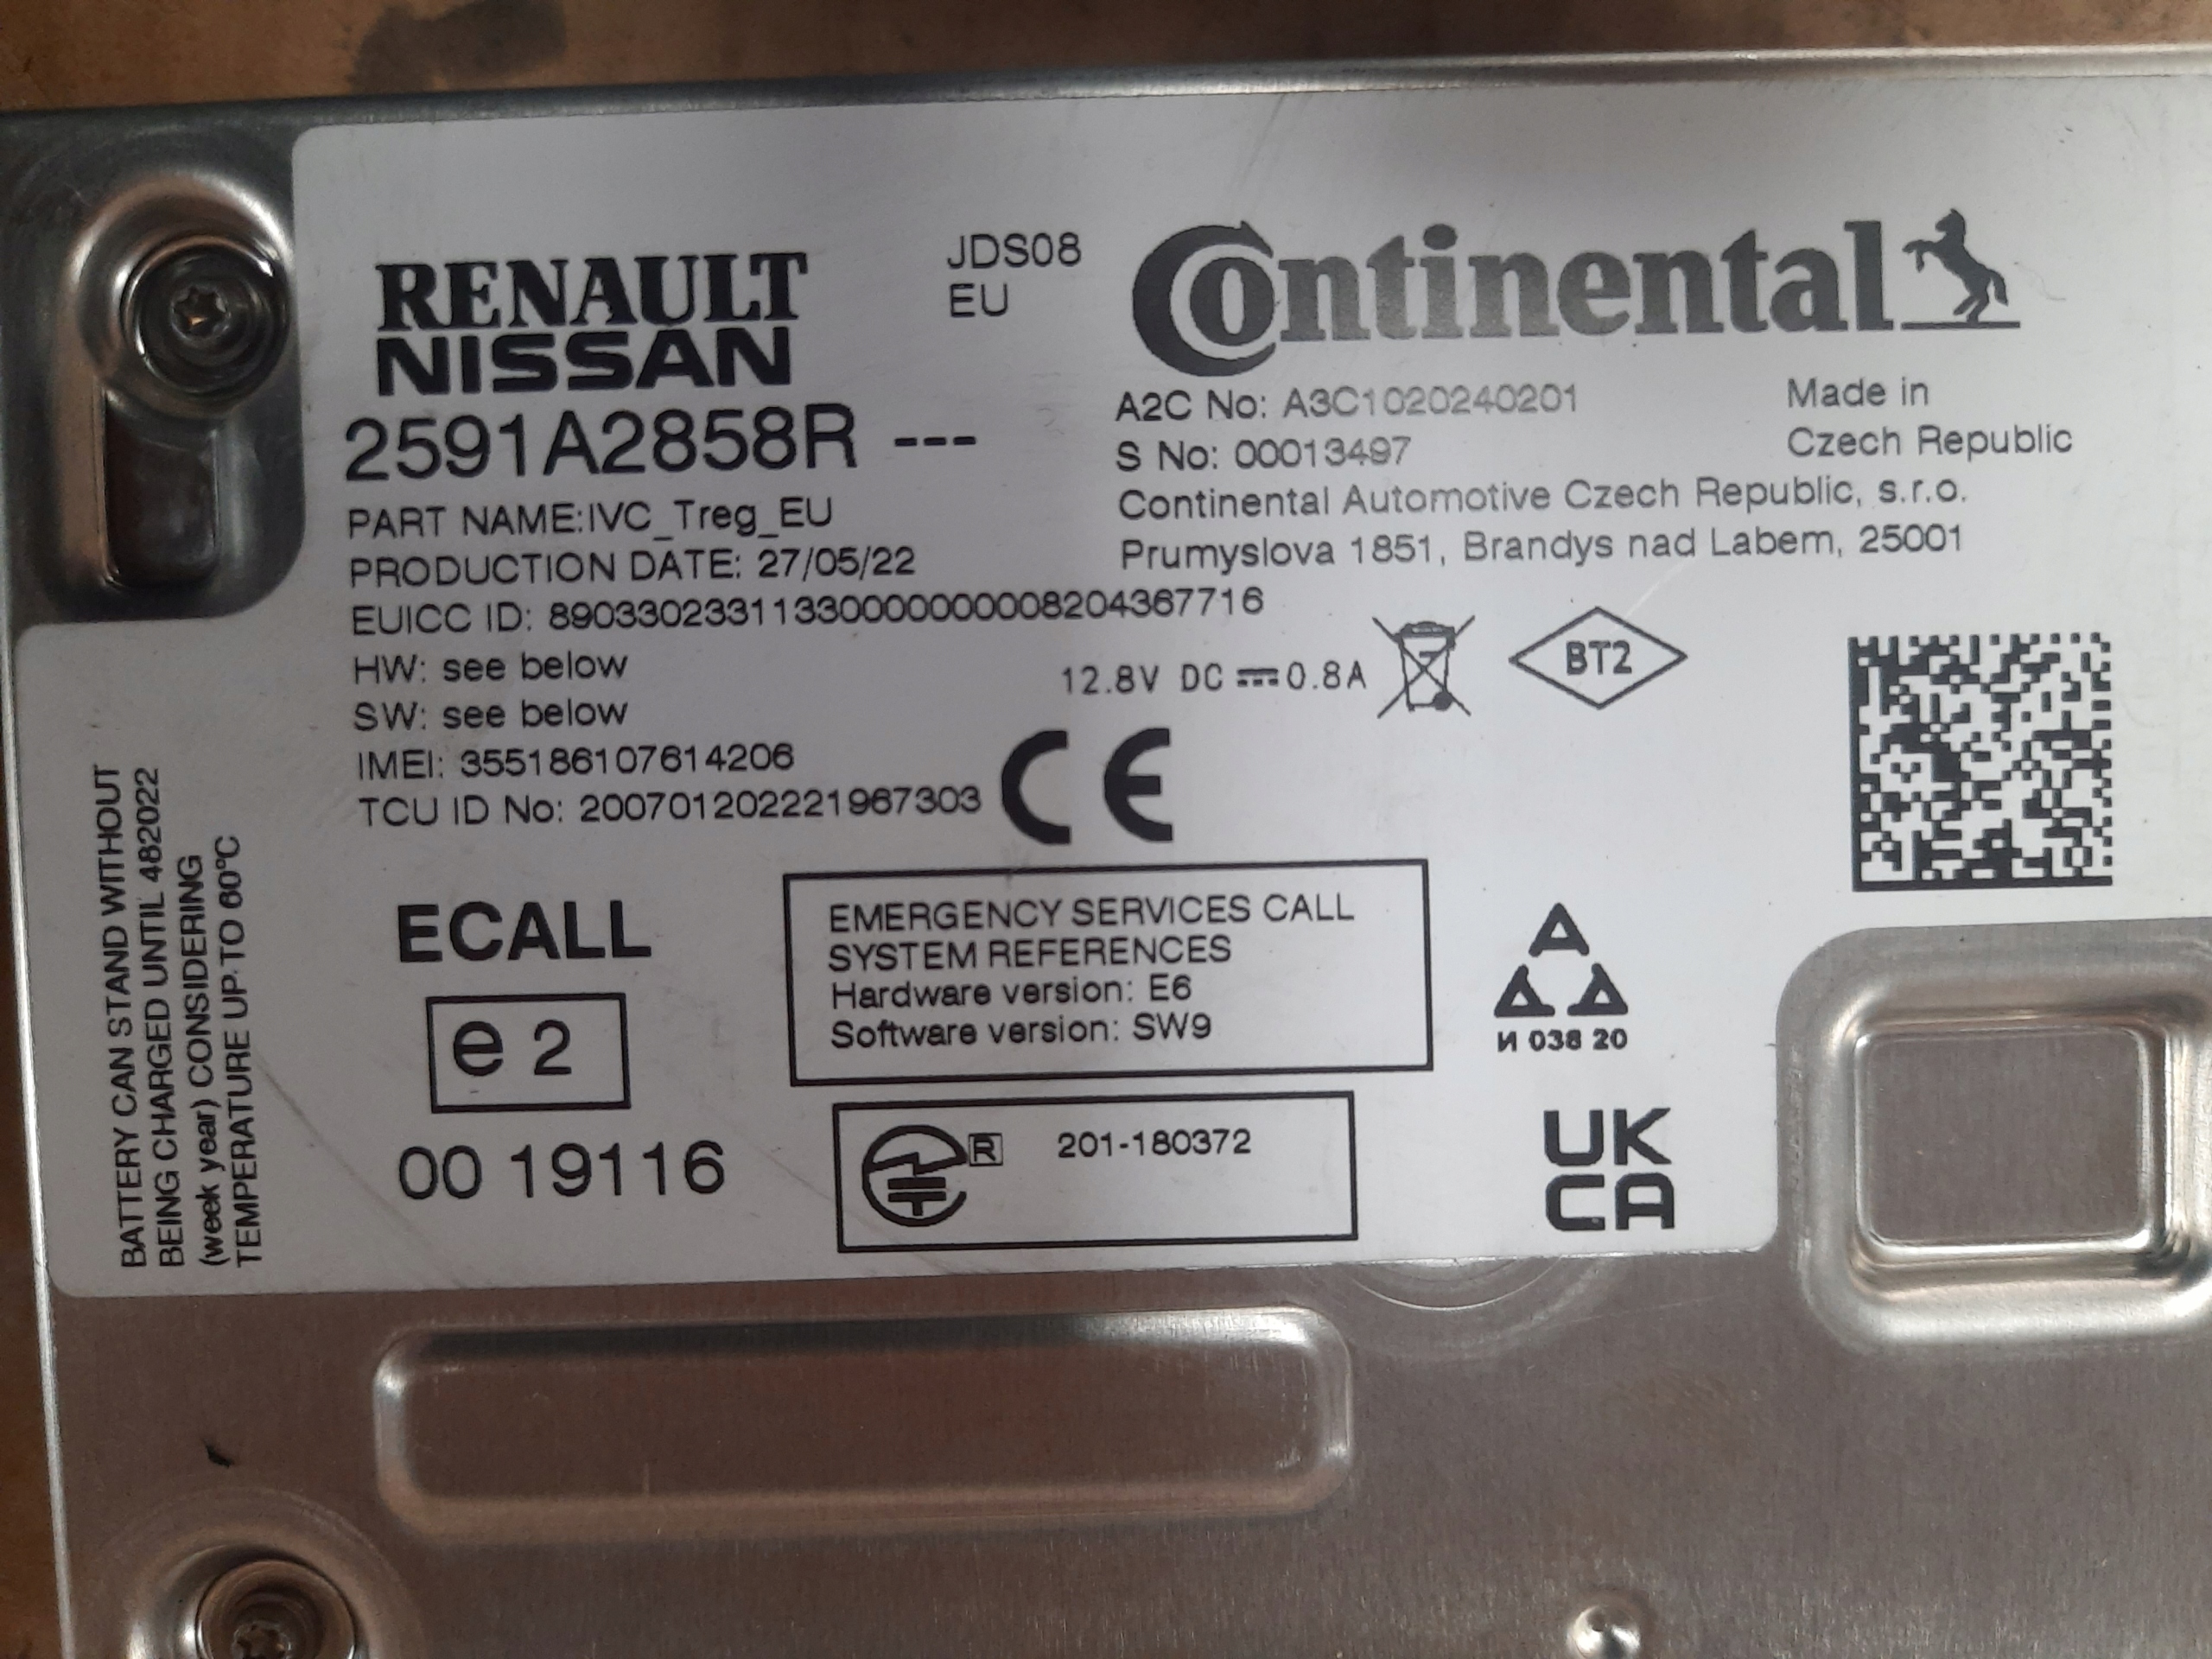 RENAULT
NISSAN
JDS08
EU
Continental
2591A2858R ---
A2C No: A3C1020240201
S No: 00013497
Made in
Czech Republic
Continental Automotive Czech Republic, s.r.o.
Prumyslova 1851, Brandys nad Labem, 25001
PART NAME:IVC_Treg_EU
PRODUCTION DATE: 27/05/22
EUICC ID: 89033023311330000000008204367716
HW: see below
SW: see below
12.8V DC 0.8A
BT2
IMEI: 355186107614206
TCU ID No: 200701202221967303
CE
BATTERY CAN STAND WITHOUT
BEING CHARGED UNTIL 482022
(week year) CONSIDERING
TEMPERATURE UP TO 60°C
ECALL
e 2
00 19116
EMERGENCY SERVICES CALL
SYSTEM REFERENCES
Hardware version: E6
Software version: SW9
R 201-180372
A
A A
И 038 20
UK
CA